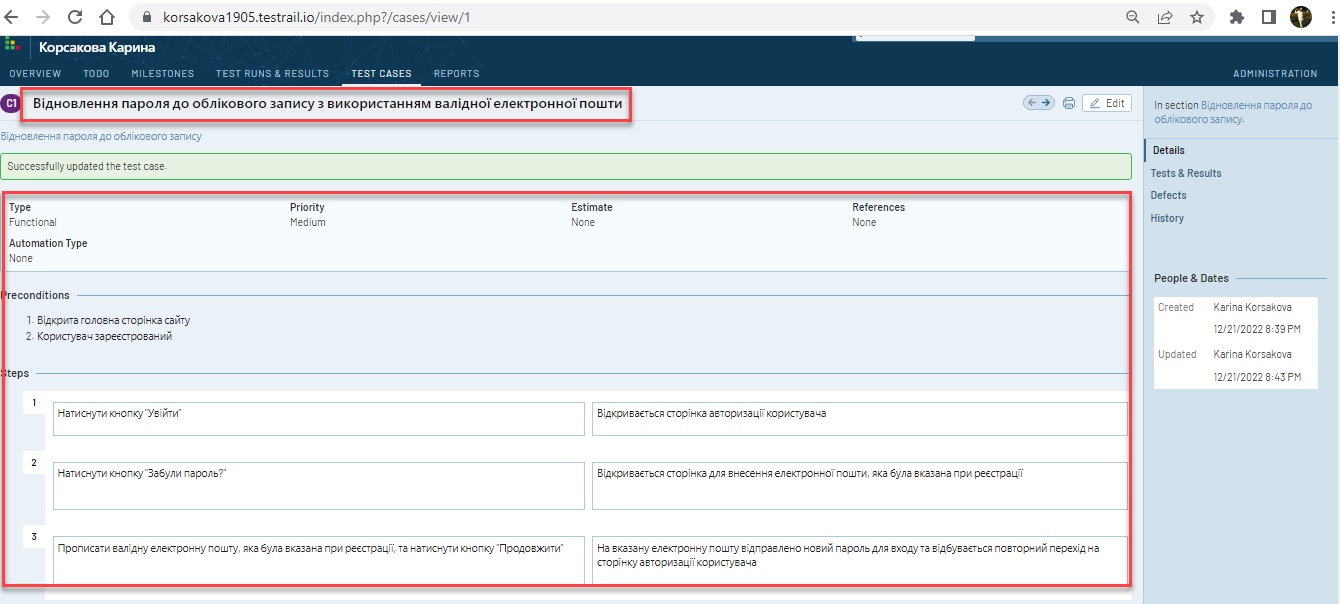 korsakova1905.testrail.io/index.php?/cases/view/1
Корсакова Карина
OVERVIEW TODO MILESTONES TEST RUNS & RESULTS TEST CASES REPORTS ADMINISTRATION
C1 Відновлення пароля до облікового запису з використанням валідної електронної пошти
Edit
Відновлення пароля до облікового запису
Successfully updated the test case.
Type Priority Estimate References
Functional Medium None None
Automation Type
None
Preconditions
1. Відкрита головна сторінка сайту
2. Користувач зареєстрований
Steps
1
Натиснути кнопку "Увійти"
Відкривається сторінка авторизації користувача
2
Натиснути кнопку "Забули пароль?"
Відкривається сторінка для внесення електронної пошти, яка була вказана при реєстрації
3
Прописати валідну електронну пошту, яка була вказана при реєстрації, та натиснути кнопку "Продовжити"
На вказану електронну пошту відправлено новий пароль для входу та відбувається повторний перехід на
сторінку авторизації користувача
In section Відновлення пароля до
облікового запису.
Details
Tests & Results
Defects
History
People & Dates
Created Karina Korsakova
12/21/2022 8:39 PM
Updated Karina Korsakova
12/21/2022 8:43 PM